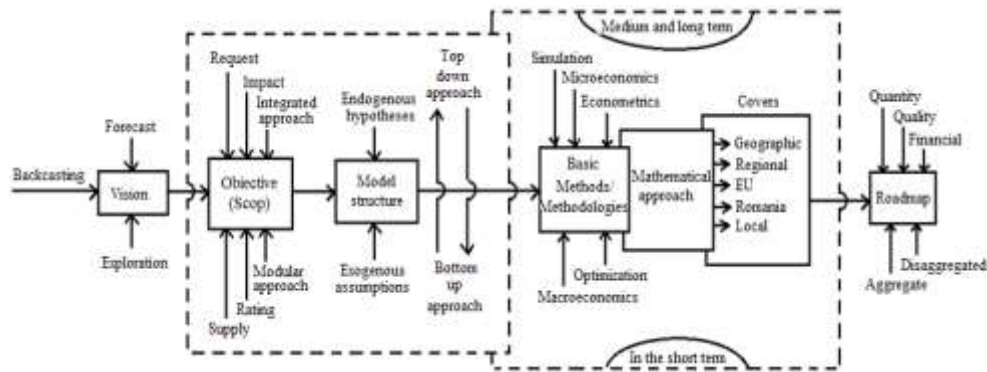 Medium and long term
Request
Impact
Integrated
approach
Endogenous
hypotheses
Top
down
approach
Simulation
Microeconomics
Econometrics
Covers
Quantity
Quality
Financial
Forecast
Backcasting
Vision
Exploration
Objective
(Scop)
Model
structure
Basic
Methods/
Methodologies
Mathematical
approach
Geographic
Regional
EU
Romania
Local
Roadmap
Modular
approach
Rating
Supply
Esogenous
assumptions
Bottom
up
approach
Optimication
Macroeconomics
Disaggregated
Aggregate
In the short term